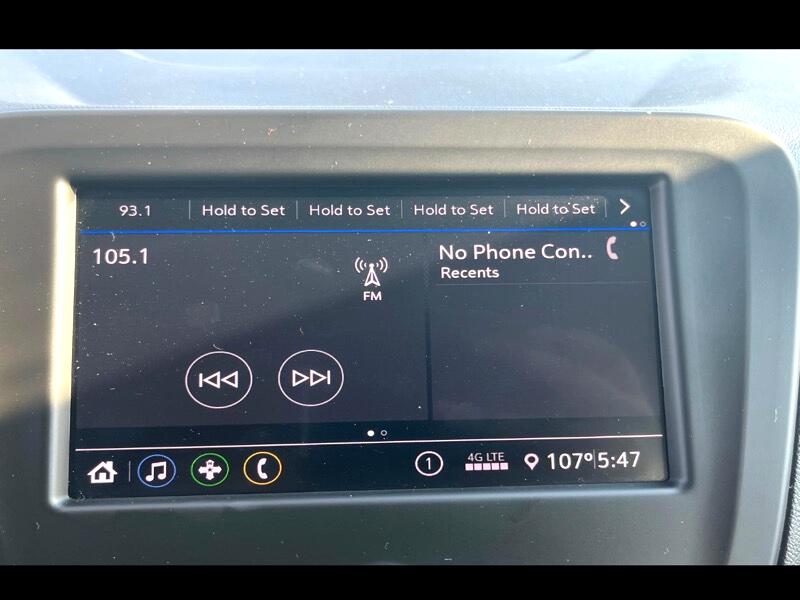 93.1 Hold to Set Hold to Set Hold to Set Hold to Set
105.1
FM
No Phone Con..
Recents
1 4G LTE 107° 5:47